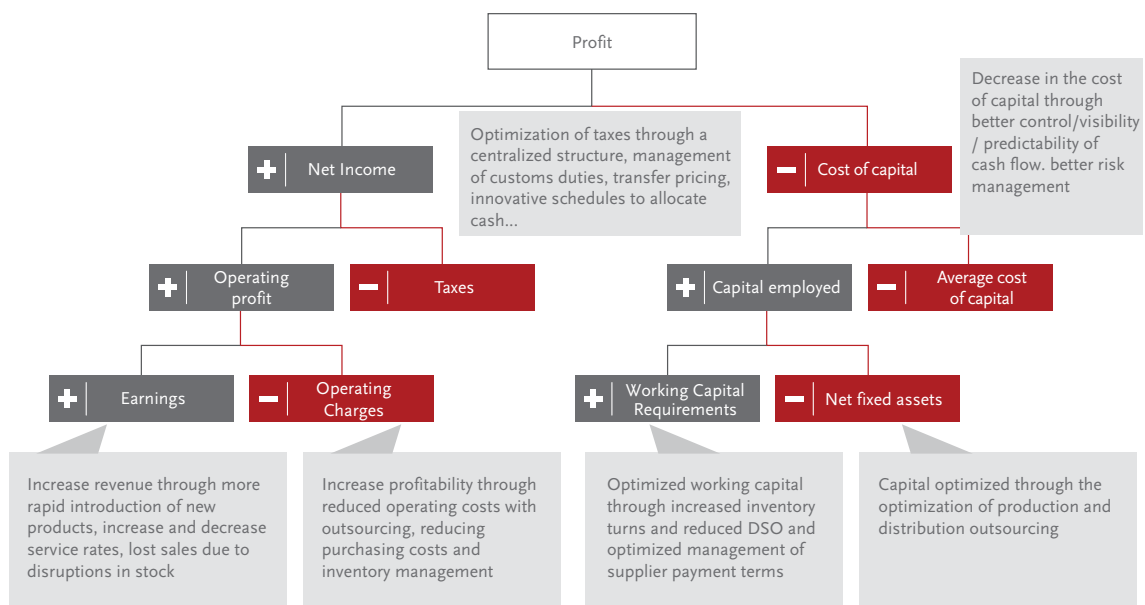 Profit
Decrease in the cost
of capital through
better control/visibility
/ predictability of
cash flow. better risk
management
Optimization of taxes through a
centralized structure, management
of customs duties, transfer pricing,
innovative schedules to allocate
cash...
+ Net Income
− Cost of capital
+ Operating
profit
− Taxes
+ Capital employed
− Average cost
of capital
+ Earnings
− Operating
Charges
+ Working Capital
Requirements
− Net fixed assets
Increase revenue through more
rapid introduction of new
products, increase and decrease
service rates, lost sales due to
disruptions in stock
Increase profitability through
reduced operating costs with
outsourcing, reducing
purchasing costs and
inventory management
Optimized working capital
through increased inventory
turns and reduced DSO and
optimized management of
supplier payment terms
Capital optimized through the
optimization of production and
distribution outsourcing